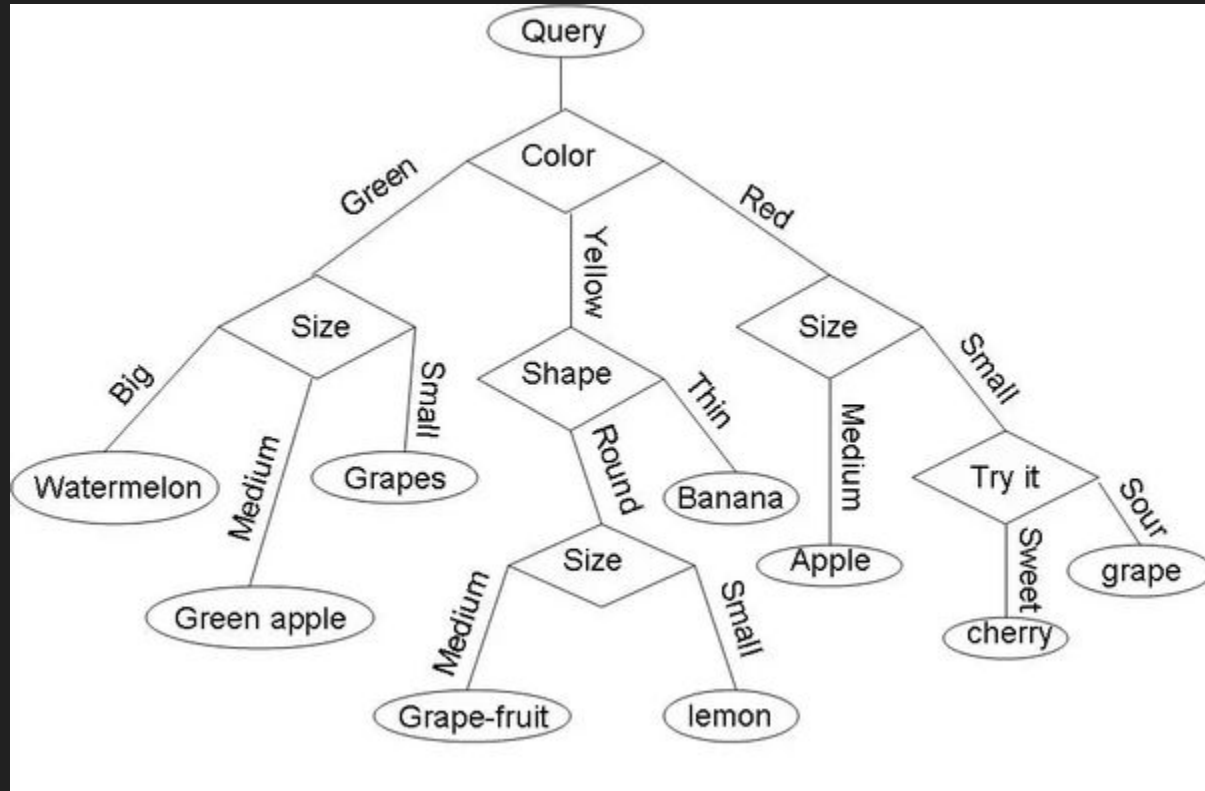 Query
Color
Green
Yellow
Red
Size
Shape
Size
Big
Medium
Small
Round
Thin
Medium
Small
Watermelon
Grapes
Banana
Try it
Green apple
Size
Apple
Sweet
Sour
cherry
grape
Medium
Small
Grape-fruit
lemon